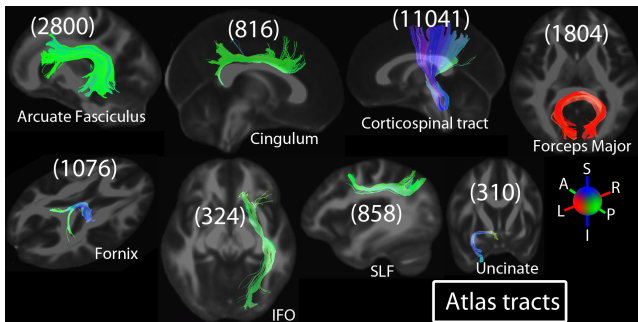 (2800)
Arcuate Fasciculus
(816)
Cingulum
(11041)
Corticospinal tract
(1804)
Forceps Major
(1076)
Fornix
(324)
IFO
(858)
SLF
(310)
Uncinate
S
A
R
L
P
I
Atlas tracts